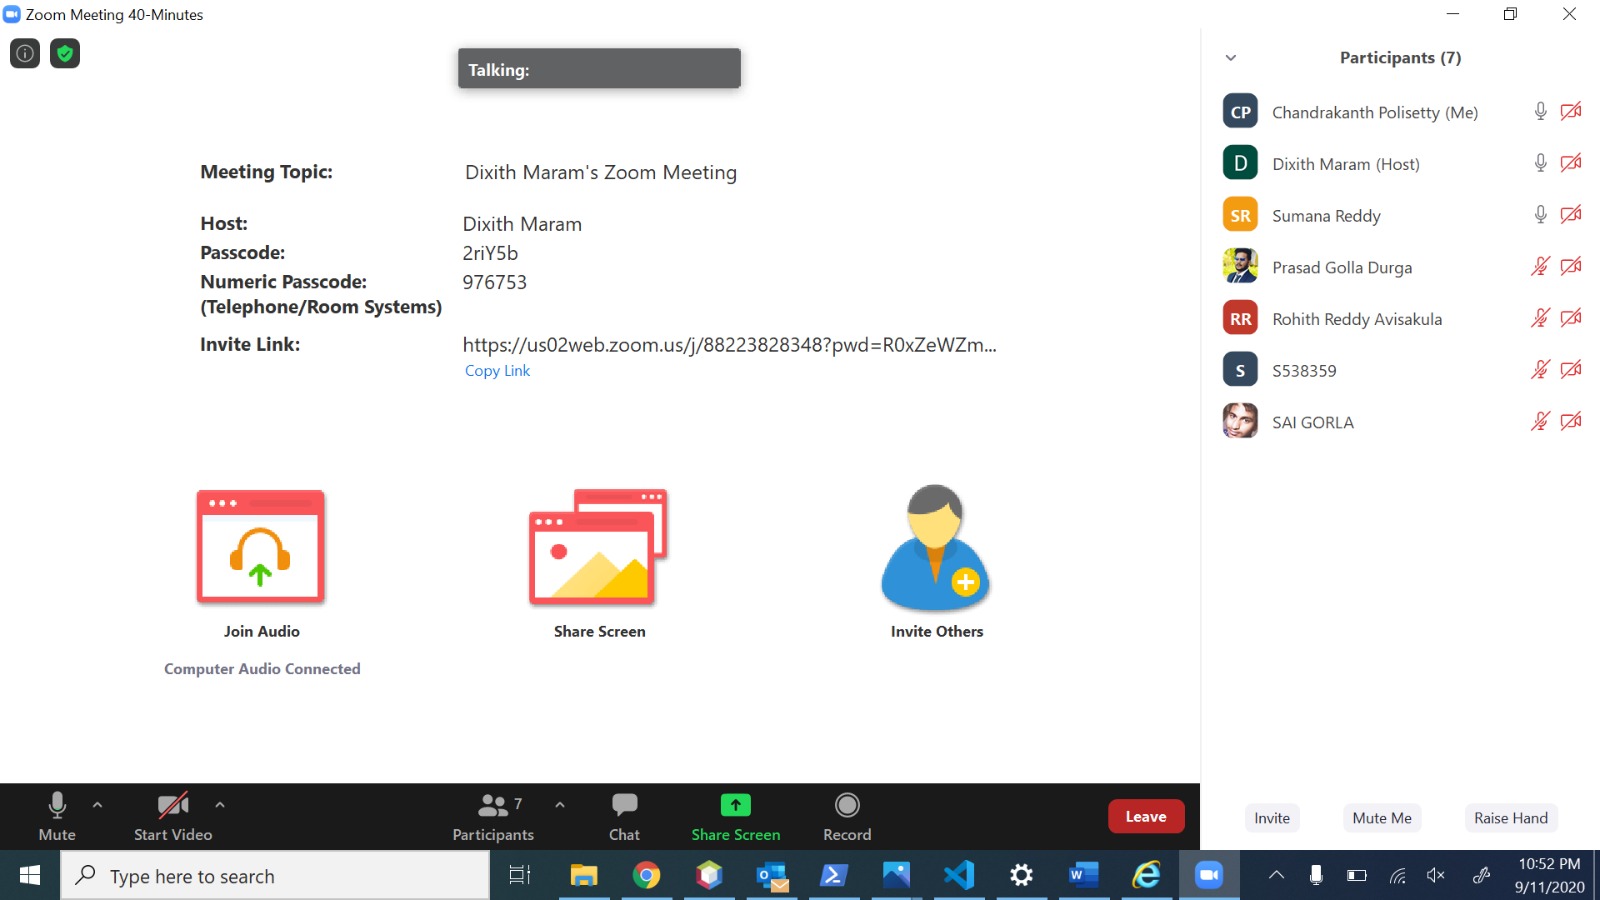 Zoom Meeting 40-Minutes
Talking:
Meeting Topic: Dixith Maram's Zoom Meeting
Host: Dixith Maram
Passcode: 2riY5b
Numeric Passcode: 976753
(Telephone/Room Systems)
Invite Link: https://us02web.zoom.us/j/88223828348?pwd=R0xZeWZm...
Copy Link
Join Audio
Computer Audio Connected
Share Screen
Invite Others
Participants (7)
CP Chandrakanth Polisetty (Me)
D Dixith Maram (Host)
SR Sumana Reddy
Prasad Golla Durga
RR Rohith Reddy Avisakula
S S538359
SAI GORLA
Invite Mute Me Raise Hand
Mute
Start Video
7
Participants
Chat
Share Screen
Record
Leave
Type here to search
10:52 PM
9/11/2020